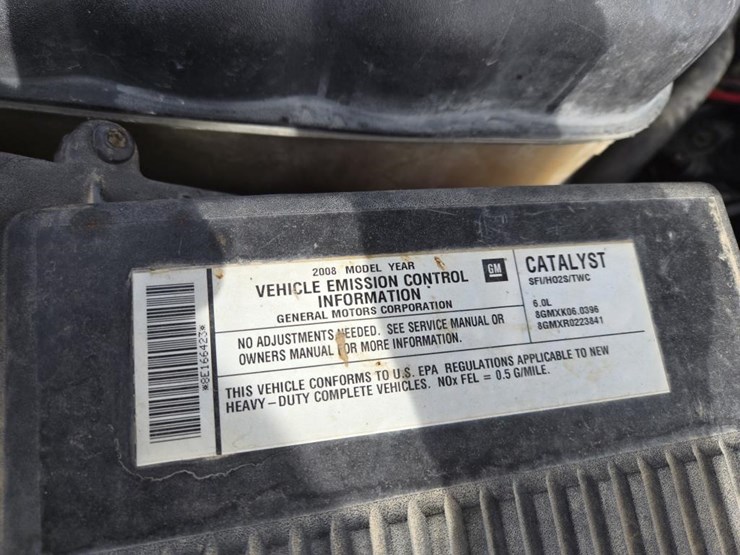 2008 MODEL YEAR
VEHICLE EMISSION CONTROL
INFORMATION
GENERAL MOTORS CORPORATION
GM
NO ADJUSTMENTS NEEDED. SEE SERVICE MANUAL OR
OWNERS MANUAL FOR MORE INFORMATION.
CATALYST
SFI/HO2S/TWC
6.0L
8GMXK06.0396
8GMXR0223841
THIS VEHICLE CONFORMS TO U.S. EPA REGULATIONS APPLICABLE TO NEW
HEAVY-DUTY COMPLETE VEHICLES. NOx FEL = 0.5 G/MILE.
*8E166423*